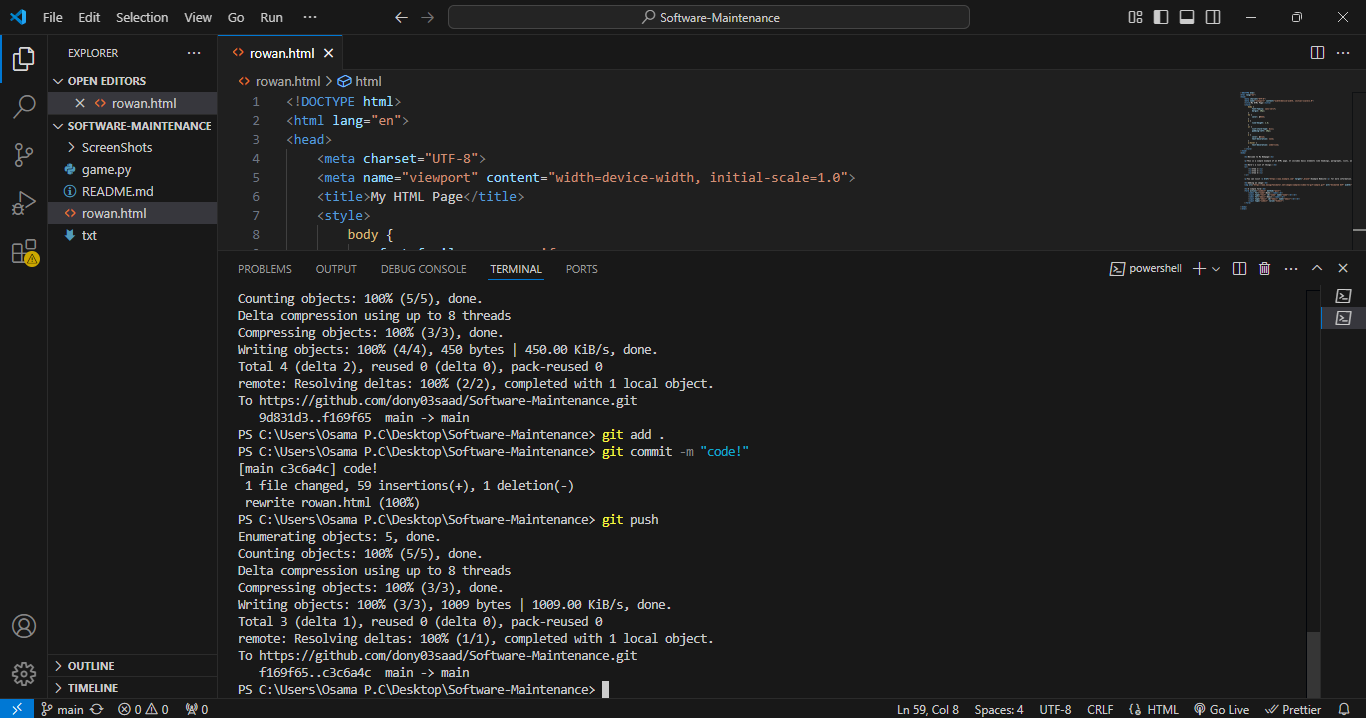 File Edit Selection View Go Run ··· Software-Maintenance
EXPLORER ···
OPEN EDITORS
rowan.html
SOFTWARE-MAINTENANCE
ScreenShots
game.py
README.md
rowan.html
txt
OUTLINE
TIMELINE
rowan.html
rowan.html > html
1 <!DOCTYPE html>
2 <html lang="en">
3 <head>
4 <meta charset="UTF-8">
5 <meta name="viewport" content="width=device-width, initial-scale=1.0">
6 <title>My HTML Page</title>
7 <style>
8 body {
PROBLEMS OUTPUT DEBUG CONSOLE TERMINAL PORTS powershell
Counting objects: 100% (5/5), done.
Delta compression using up to 8 threads
Compressing objects: 100% (3/3), done.
Writing objects: 100% (4/4), 450 bytes | 450.00 KiB/s, done.
Total 4 (delta 2), reused 0 (delta 0), pack-reused 0
remote: Resolving deltas: 100% (2/2), completed with 1 local object.
To https://github.com/dony03saad/Software-Maintenance.git
9d831d3..f169f65 main -> main
PS C:\Users\Osama P.C\Desktop\Software-Maintenance> git add .
PS C:\Users\Osama P.C\Desktop\Software-Maintenance> git commit -m "code!"
[main c3c6a4c] code!
1 file changed, 59 insertions(+), 1 deletion(-)
rewrite rowan.html (100%)
PS C:\Users\Osama P.C\Desktop\Software-Maintenance> git push
Enumerating objects: 5, done.
Counting objects: 100% (5/5), done.
Delta compression using up to 8 threads
Compressing objects: 100% (3/3), done.
Writing objects: 100% (3/3), 1009 bytes | 1009.00 KiB/s, done.
Total 3 (delta 1), reused 0 (delta 0), pack-reused 0
remote: Resolving deltas: 100% (1/1), completed with 1 local object.
To https://github.com/dony03saad/Software-Maintenance.git
f169f65..c3c6a4c main -> main
PS C:\Users\Osama P.C\Desktop\Software-Maintenance>
main 0 0 0 Ln 59, Col 8 Spaces: 4 UTF-8 CRLF HTML Go Live Prettier